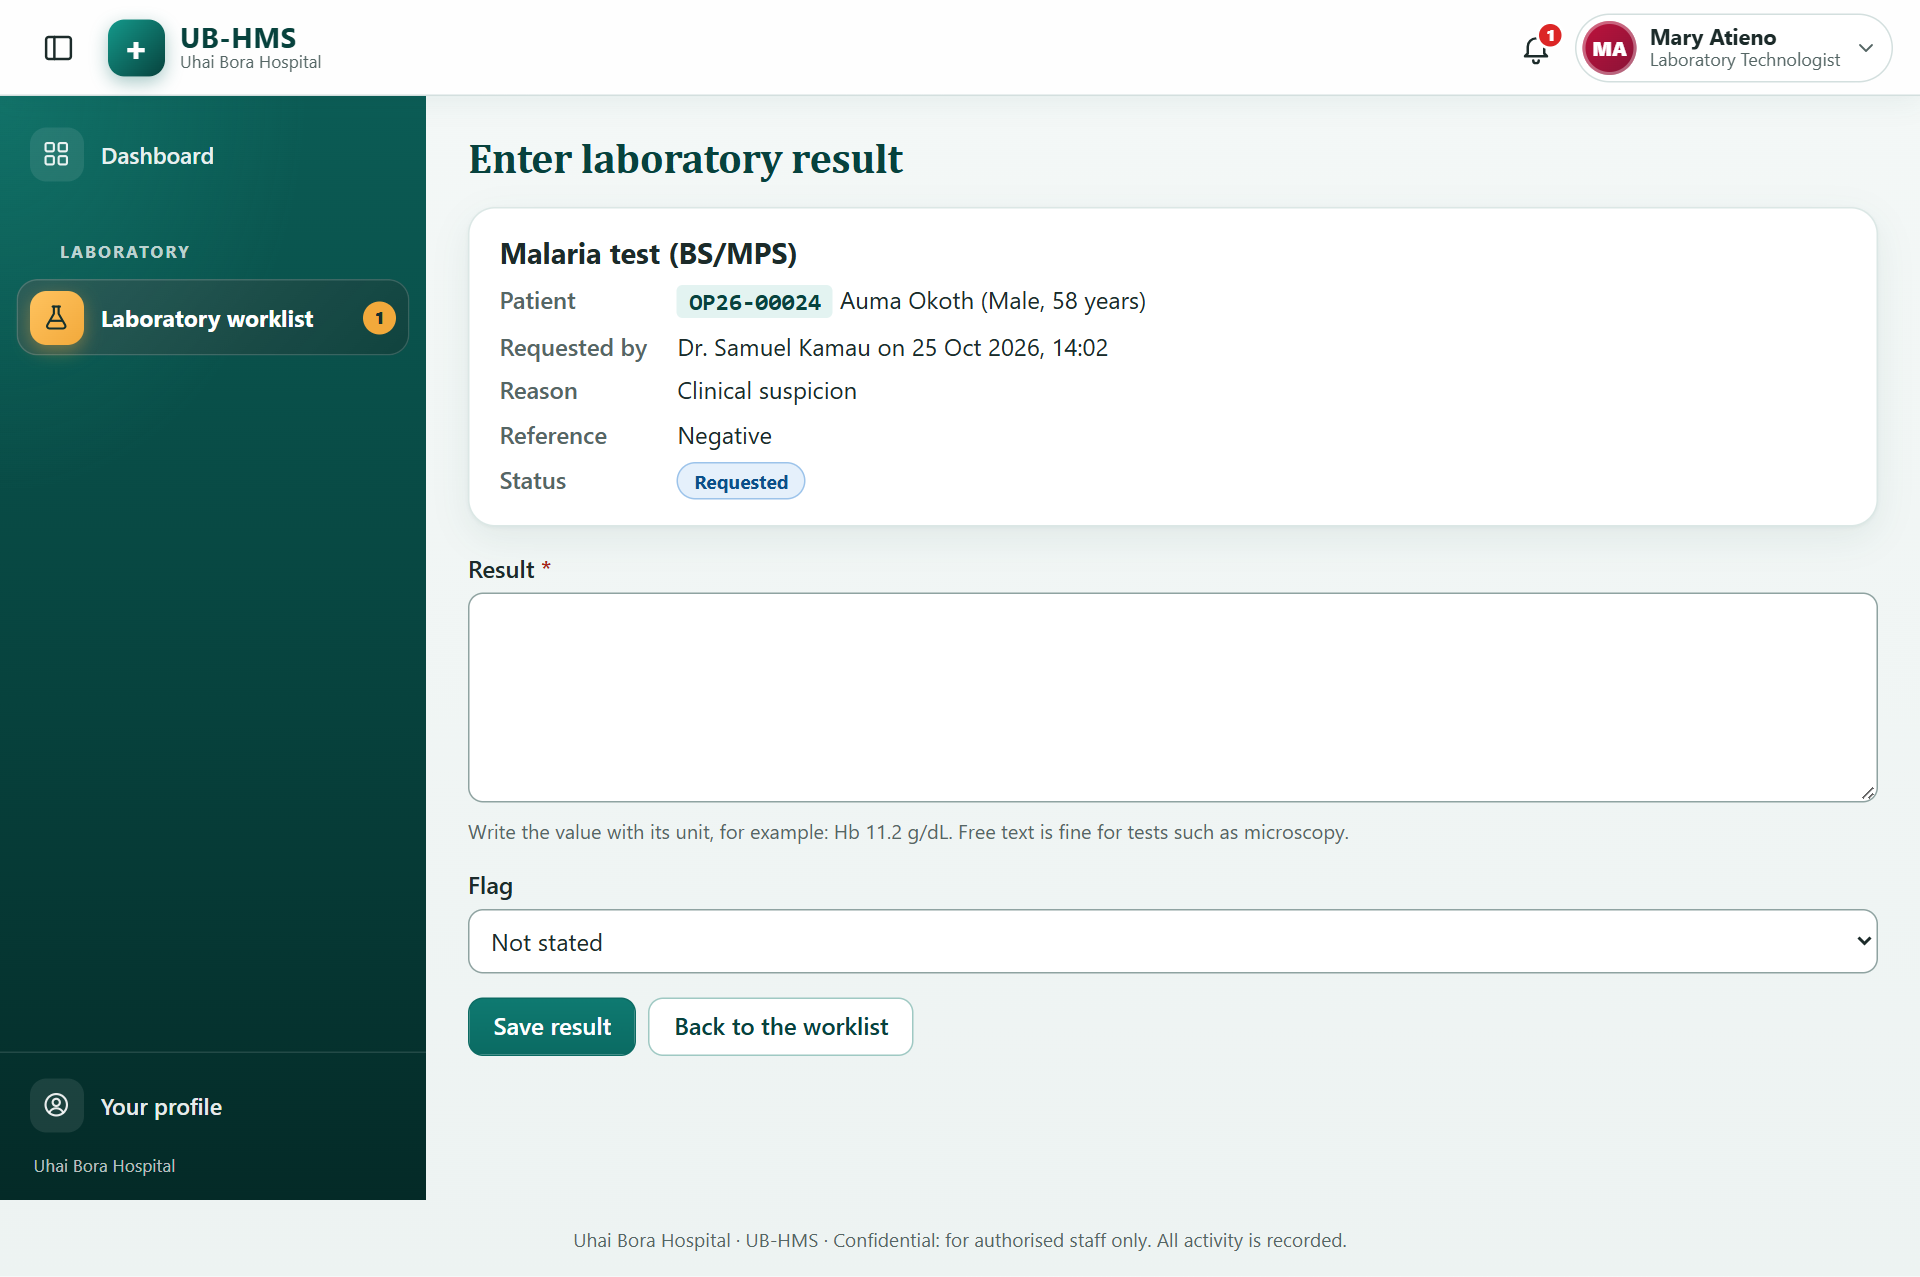 UB-HMS
Uhai Bora Hospital
1
MA
Mary Atieno
Laboratory Technologist
Dashboard
LABORATORY
Laboratory worklist
1
Your profile
Uhai Bora Hospital
Enter laboratory result
Malaria test (BS/MPS)
Patient OP26-00024 Auma Okoth (Male, 58 years)
Requested by Dr. Samuel Kamau on 25 Oct 2026, 14:02
Reason Clinical suspicion
Reference Negative
Status Requested
Result *
Write the value with its unit, for example: Hb 11.2 g/dL. Free text is fine for tests such as microscopy.
Flag
Not stated
Save result
Back to the worklist
Uhai Bora Hospital · UB-HMS · Confidential: for authorised staff only. All activity is recorded.